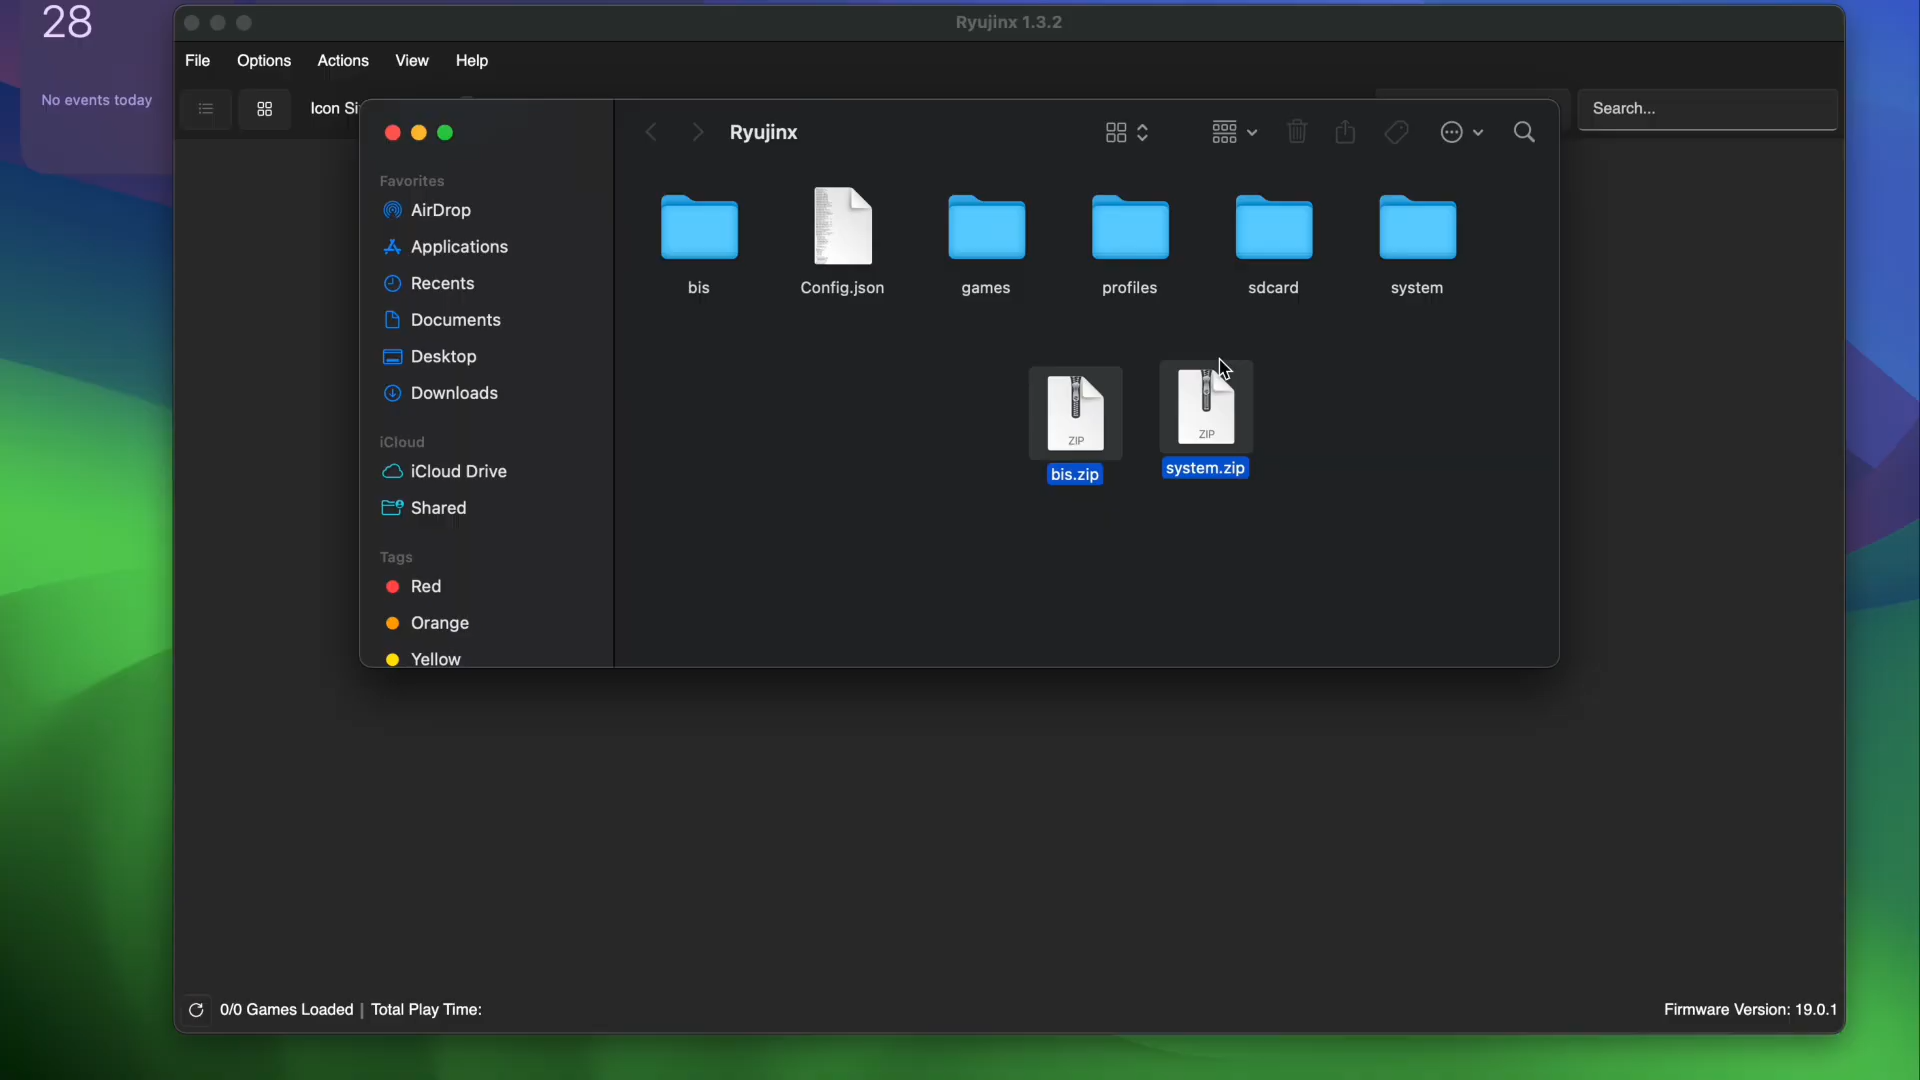 28
No events today
Ryujinx 1.3.2
File Options Actions View Help
Icon Si
Search...
Ryujinx
Favorites
AirDrop
Applications
Recents
Documents
Desktop
Downloads
iCloud
iCloud Drive
Shared
Tags
Red
Orange
Yellow
bis Config.json games profiles sdcard system
ZIP ZIP
bis.zip system.zip
0/0 Games Loaded | Total Play Time:
Firmware Version: 19.0.1